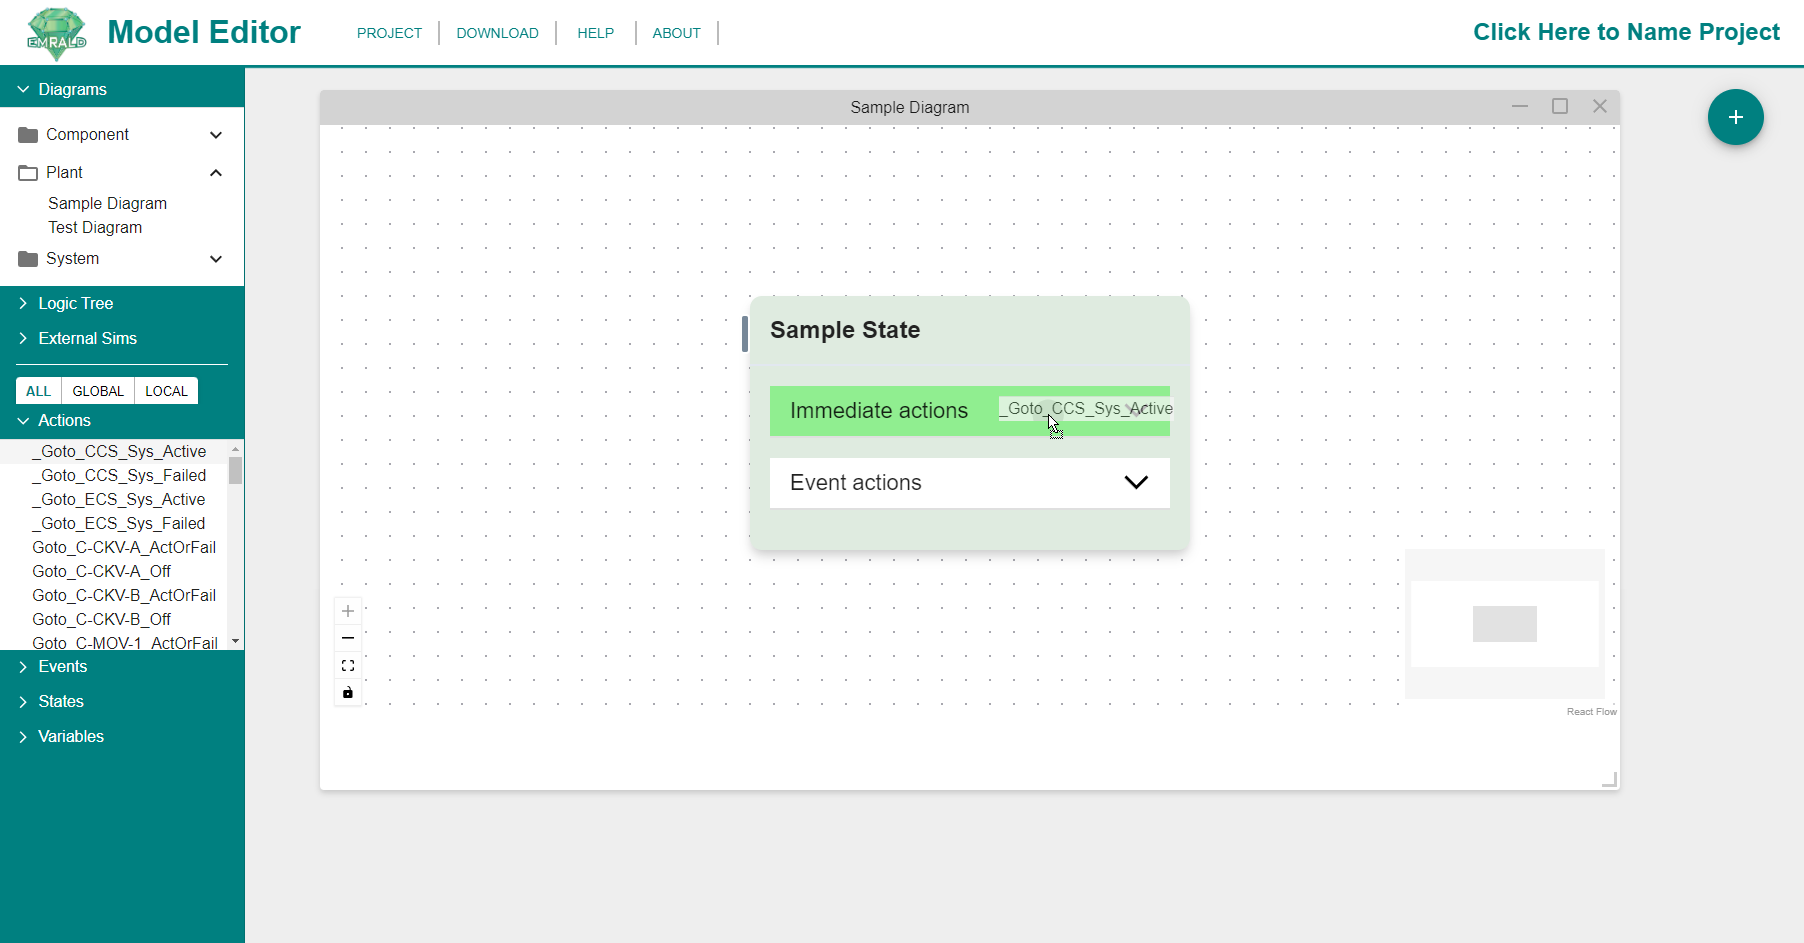 EMRALD
Model Editor
PROJECT
DOWNLOAD
HELP
ABOUT
Click Here to Name Project
Diagrams
Component
Plant
Sample Diagram
Test Diagram
System
Logic Tree
External Sims
ALL
GLOBAL
LOCAL
Actions
_Goto_CCS_Sys_Active
_Goto_CCS_Sys_Failed
_Goto_ECS_Sys_Active
_Goto_ECS_Sys_Failed
Goto_C-CKV-A_ActOrFail
Goto_C-CKV-A_Off
Goto_C-CKV-B_ActOrFail
Goto_C-CKV-B_Off
Goto_C-MOV-1_ActOrFail
Events
States
Variables
Sample Diagram
Sample State
Immediate actions
_Goto_CCS_Sys_Active
Event actions
React Flow